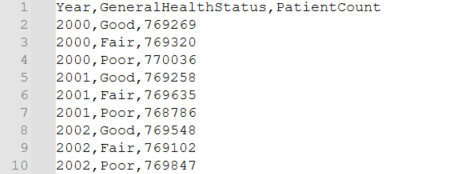 1 Year,GeneralHealthStatus,PatientCount
2 2000,Good,769269
3 2000,Fair,769320
4 2000,Poor,770036
5 2001,Good,769258
6 2001,Fair,769635
7 2001,Poor,768786
8 2002,Good,769548
9 2002,Fair,769102
10 2002,Poor,769847